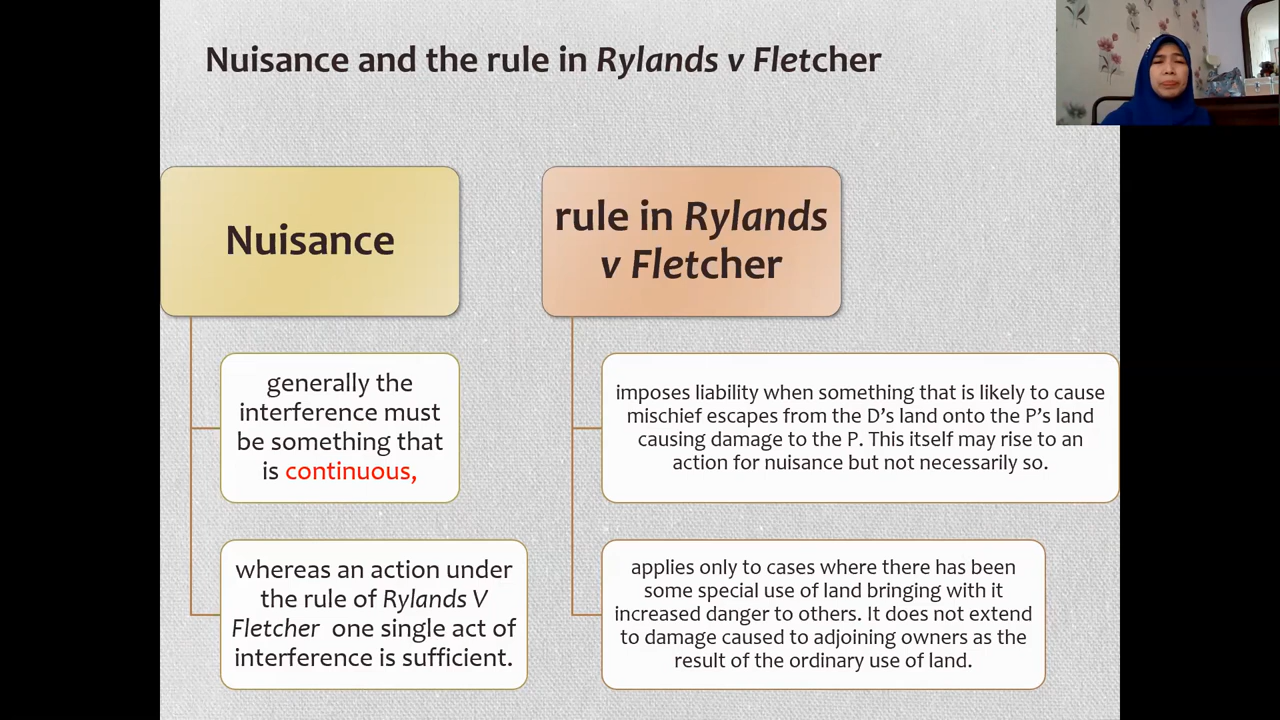 Nuisance and the rule in Rylands v Fletcher
Nuisance
generally the
interference must
be something that
is continuous,
whereas an action under
the rule of Rylands V
Fletcher one single act of
interference is sufficient.
rule in Rylands
v Fletcher
imposes liability when something that is likely to cause
mischief escapes from the D’s land onto the P’s land
causing damage to the P. This itself may rise to an
action for nuisance but not necessarily so.
applies only to cases where there has been
some special use of land bringing with it
increased danger to others. It does not extend
to damage caused to adjoining owners as the
result of the ordinary use of land.